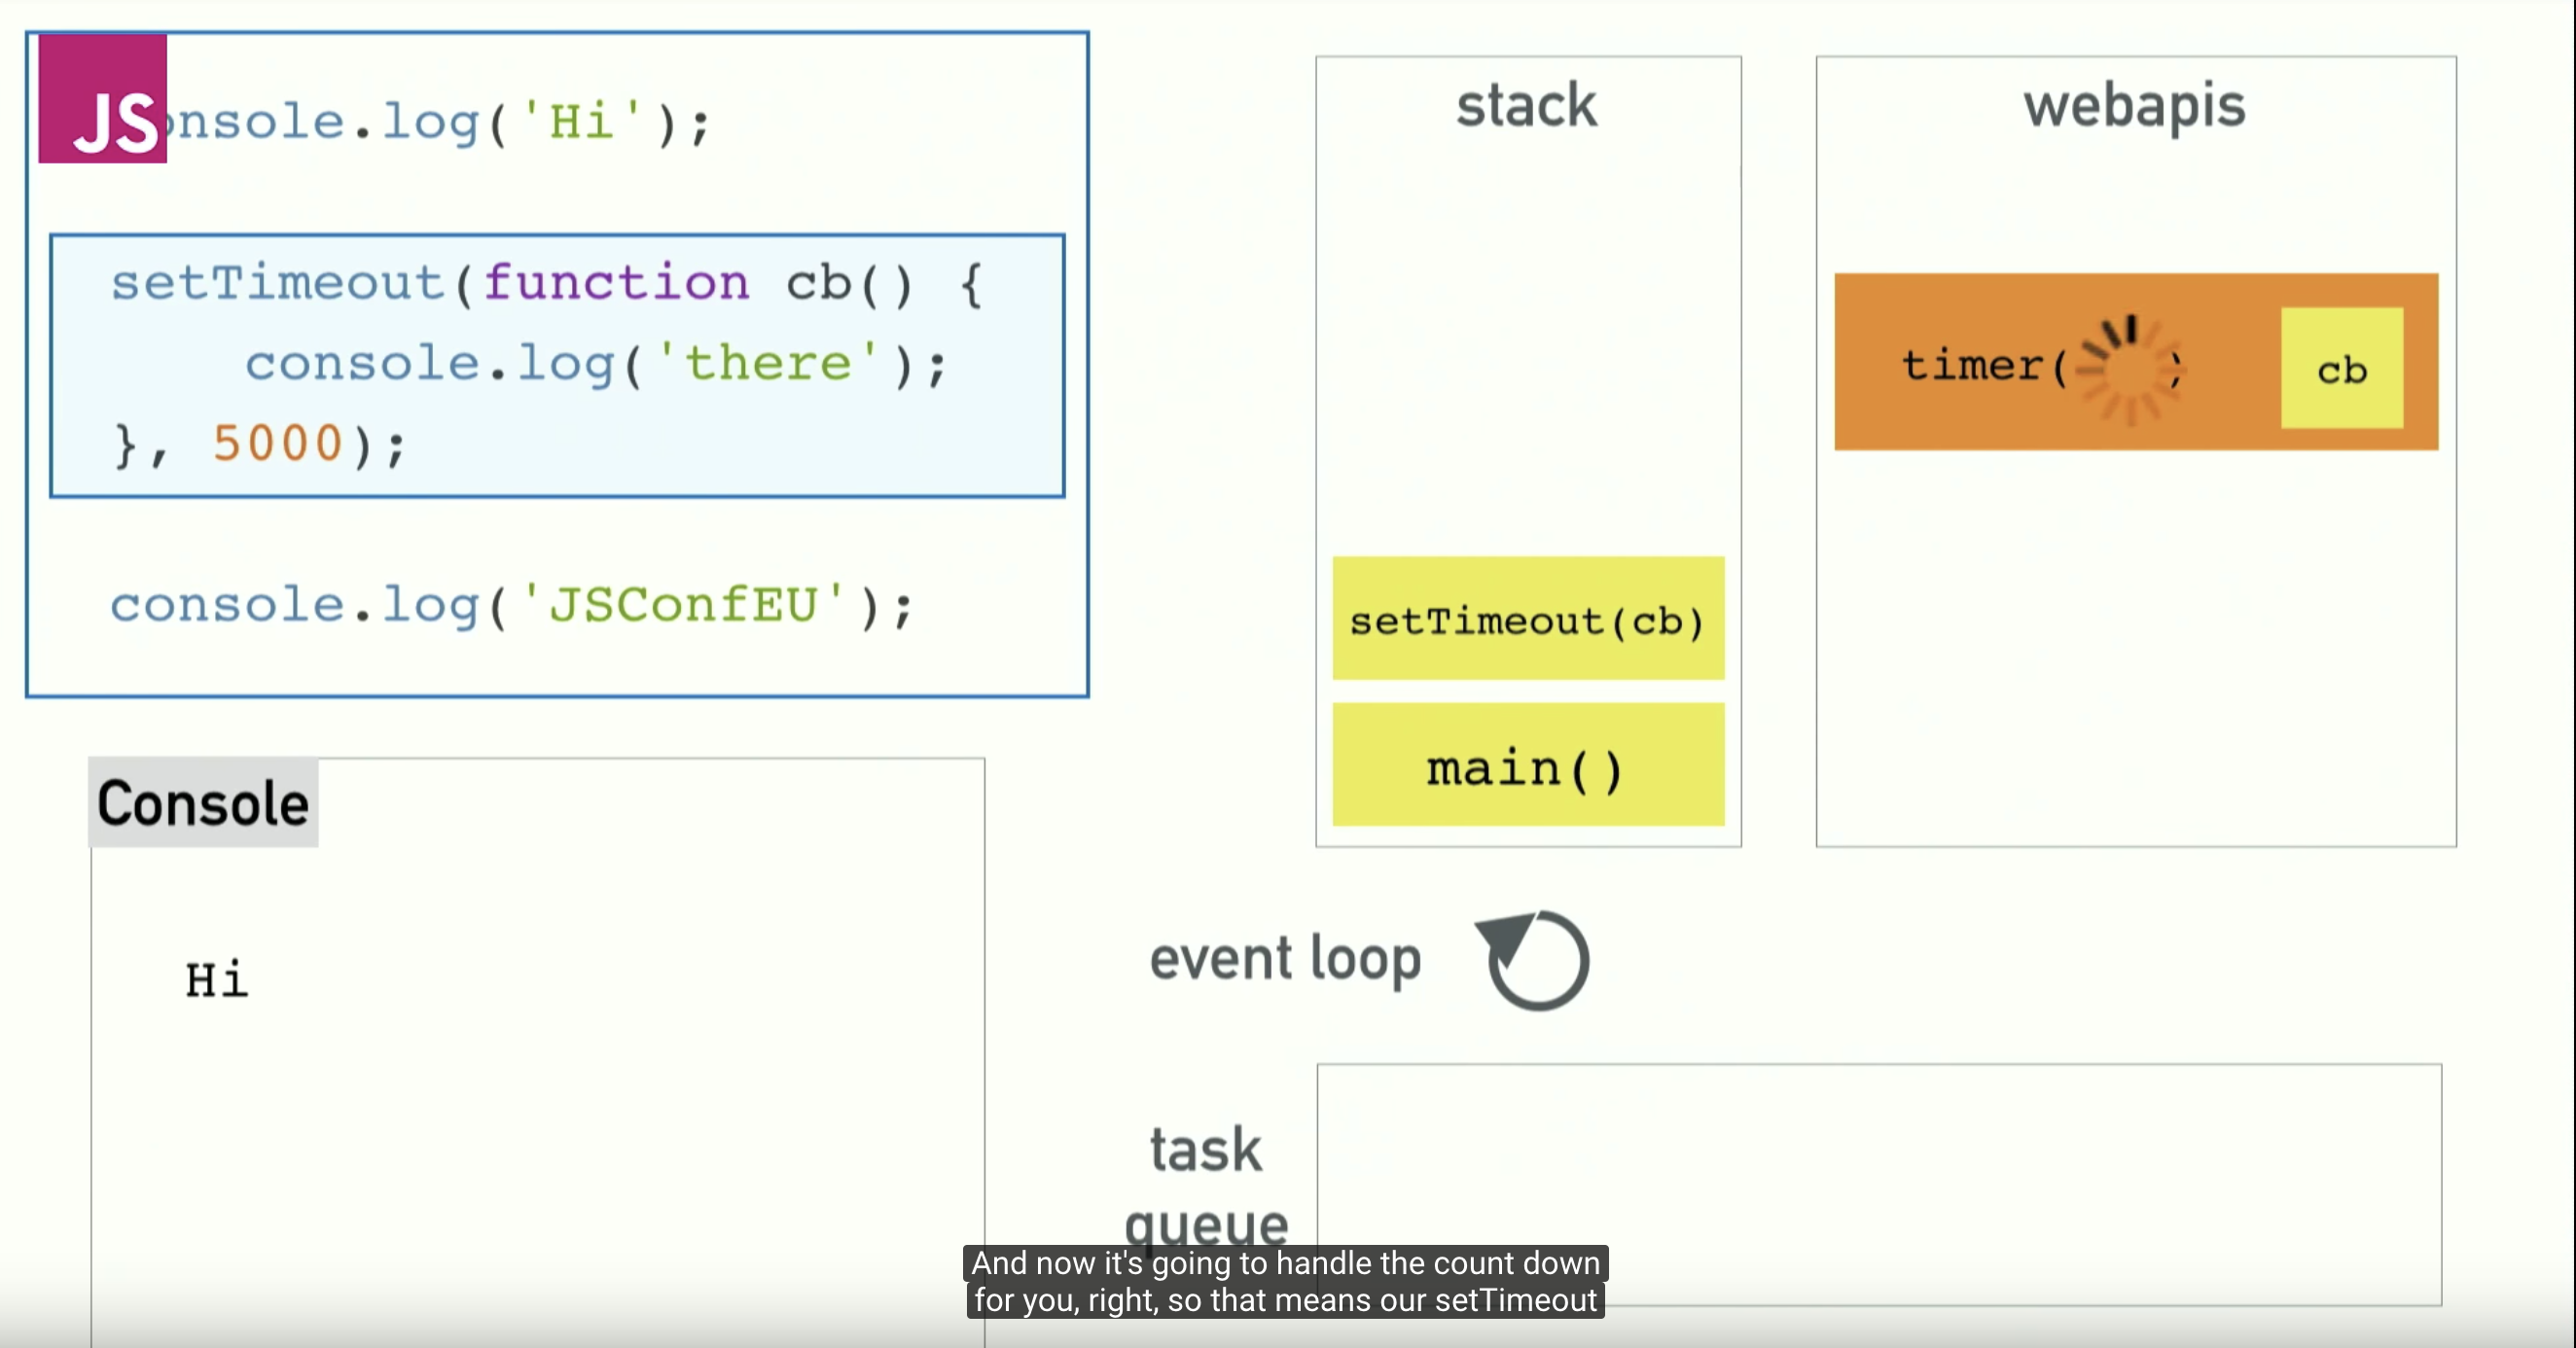 JS
onsole.log('Hi');
setTimeout(function cb() {
console.log('there');
}, 5000);
console.log('JSConfEU');
Console
Hi
stack
setTimeout(cb)
main()
webapis
timer( )
cb
event loop
task
queue
And now it's going to handle the count down
for you, right, so that means our setTimeout